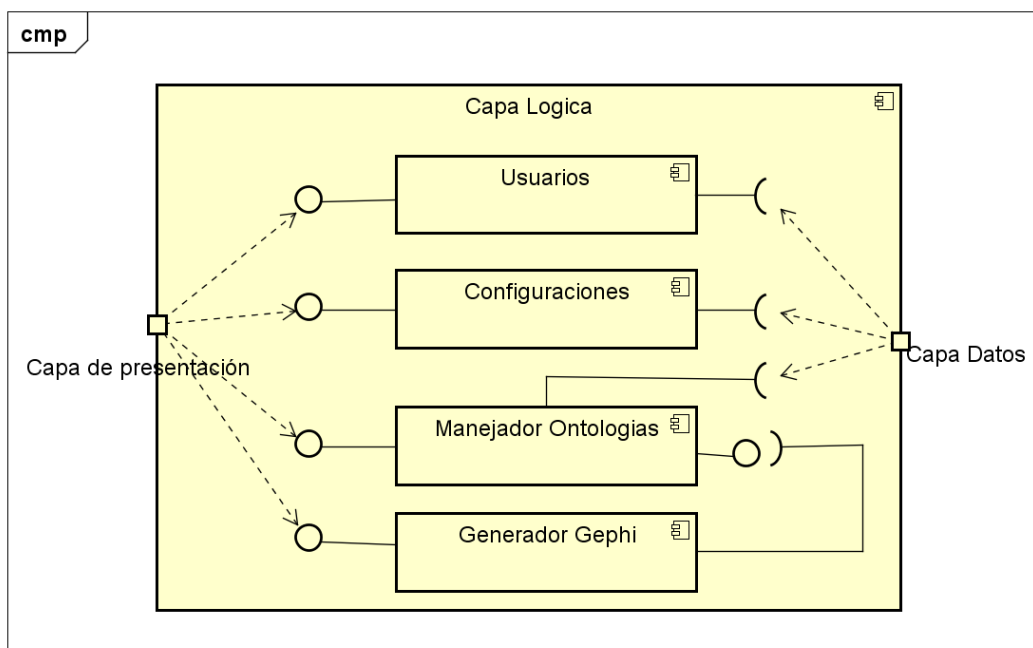 cmp
Capa Logica
Usuarios
Configuraciones
Capa de presentación
Capa Datos
Manejador Ontologias
Generador Gephi